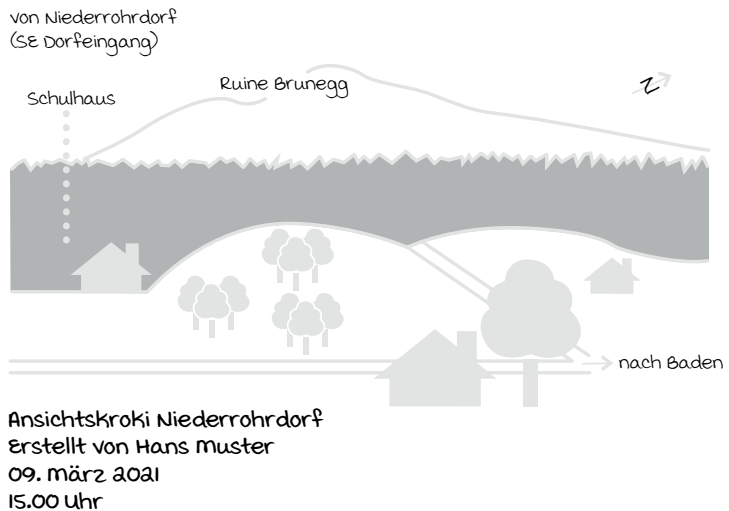 von Niederrohrdorf
(SE Dorfeingang)
Ruine Brunegg
Schulhaus
N
nach Baden
Ansichtskroki Niederrohrdorf
Erstellt von Hans Muster
09. März 2021
15.00 Uhr